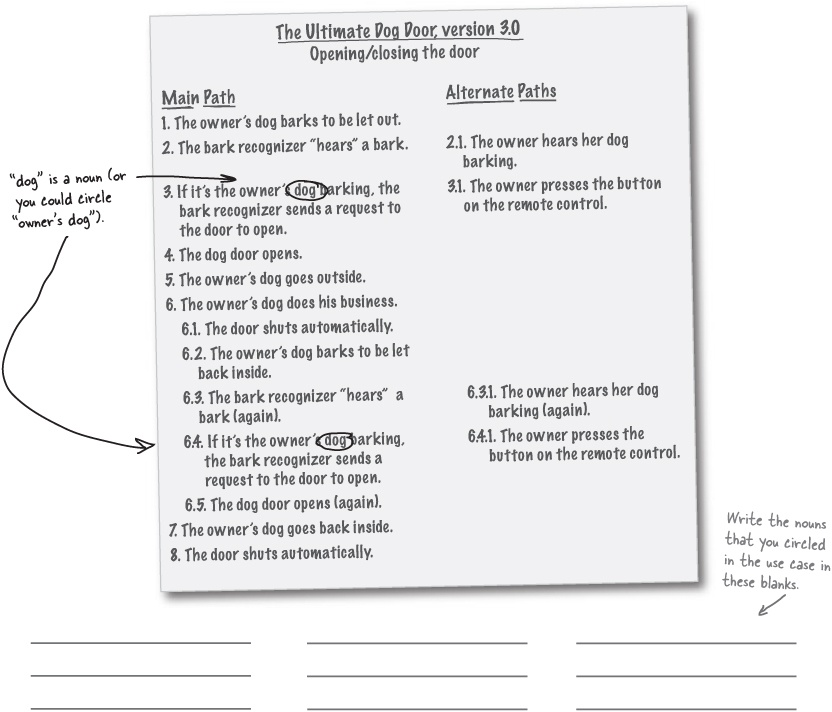 The Ultimate Dog Door, version 3.0
Opening/closing the door
Main Path
1. The owner's dog barks to be let out.
2. The bark recognizer "hears" a bark.
3. If it's the owner's dog barking, the
bark recognizer sends a request to
the door to open.
4. The dog door opens.
5. The owner's dog goes outside.
6. The owner's dog does his business.
6.1. The door shuts automatically.
6.2. The owner's dog barks to be let
back inside.
6.3. The bark recognizer "hears" a
bark (again).
6.4. If it's the owner's dog barking,
the bark recognizer sends a
request to the door to open.
6.5. The dog door opens (again).
7. The owner's dog goes back inside.
8. The door shuts automatically.
Alternate Paths
2.1. The owner hears her dog
barking.
3.1. The owner presses the button
on the remote control.
6.3.1. The owner hears her dog
barking (again).
6.4.1. The owner presses the
button on the remote control.
"dog" is a noun (or
you could circle
"owner's dog").
Write the nouns
that you circled
in the use case in
these blanks.